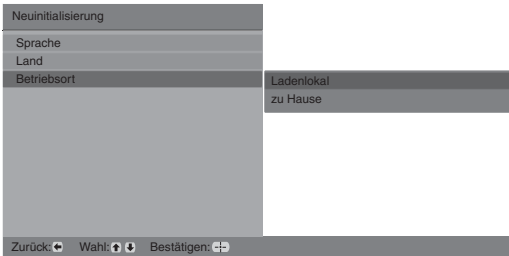 Neuinitialisierung
Sprache
Land
Betriebsort
Ladenlokal
zu Hause
Zurück: Wahl: Bestätigen: